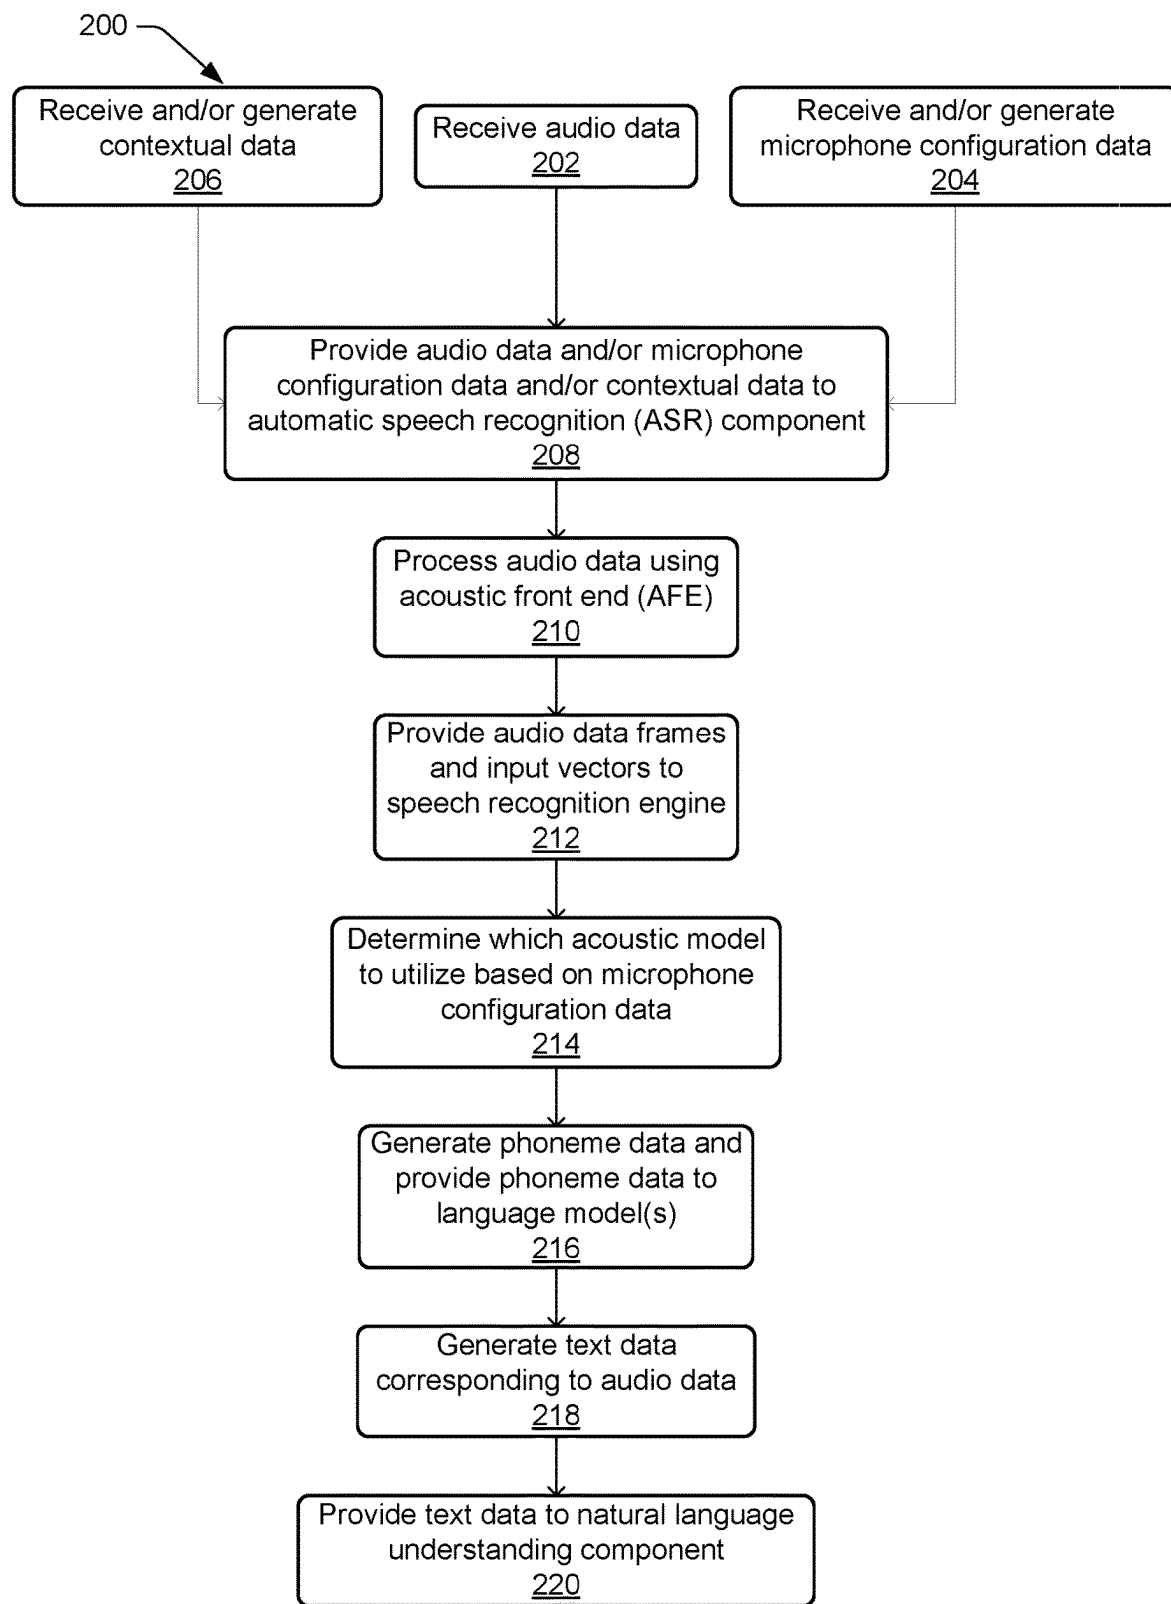 200
Receive and/or generate
contextual data
206
Receive audio data
202
Receive and/or generate
microphone configuration data
204
Provide audio data and/or microphone
configuration data and/or contextual data to
automatic speech recognition (ASR) component
208
Process audio data using
acoustic front end (AFE)
210
Provide audio data frames
and input vectors to
speech recognition engine
212
Determine which acoustic model
to utilize based on microphone
configuration data
214
Generate phoneme data and
provide phoneme data to
language model(s)
216
Generate text data
corresponding to audio data
218
Provide text data to natural language
understanding component
220